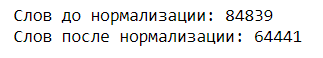 Слов до нормализации: 84839
Слов после нормализации: 64441